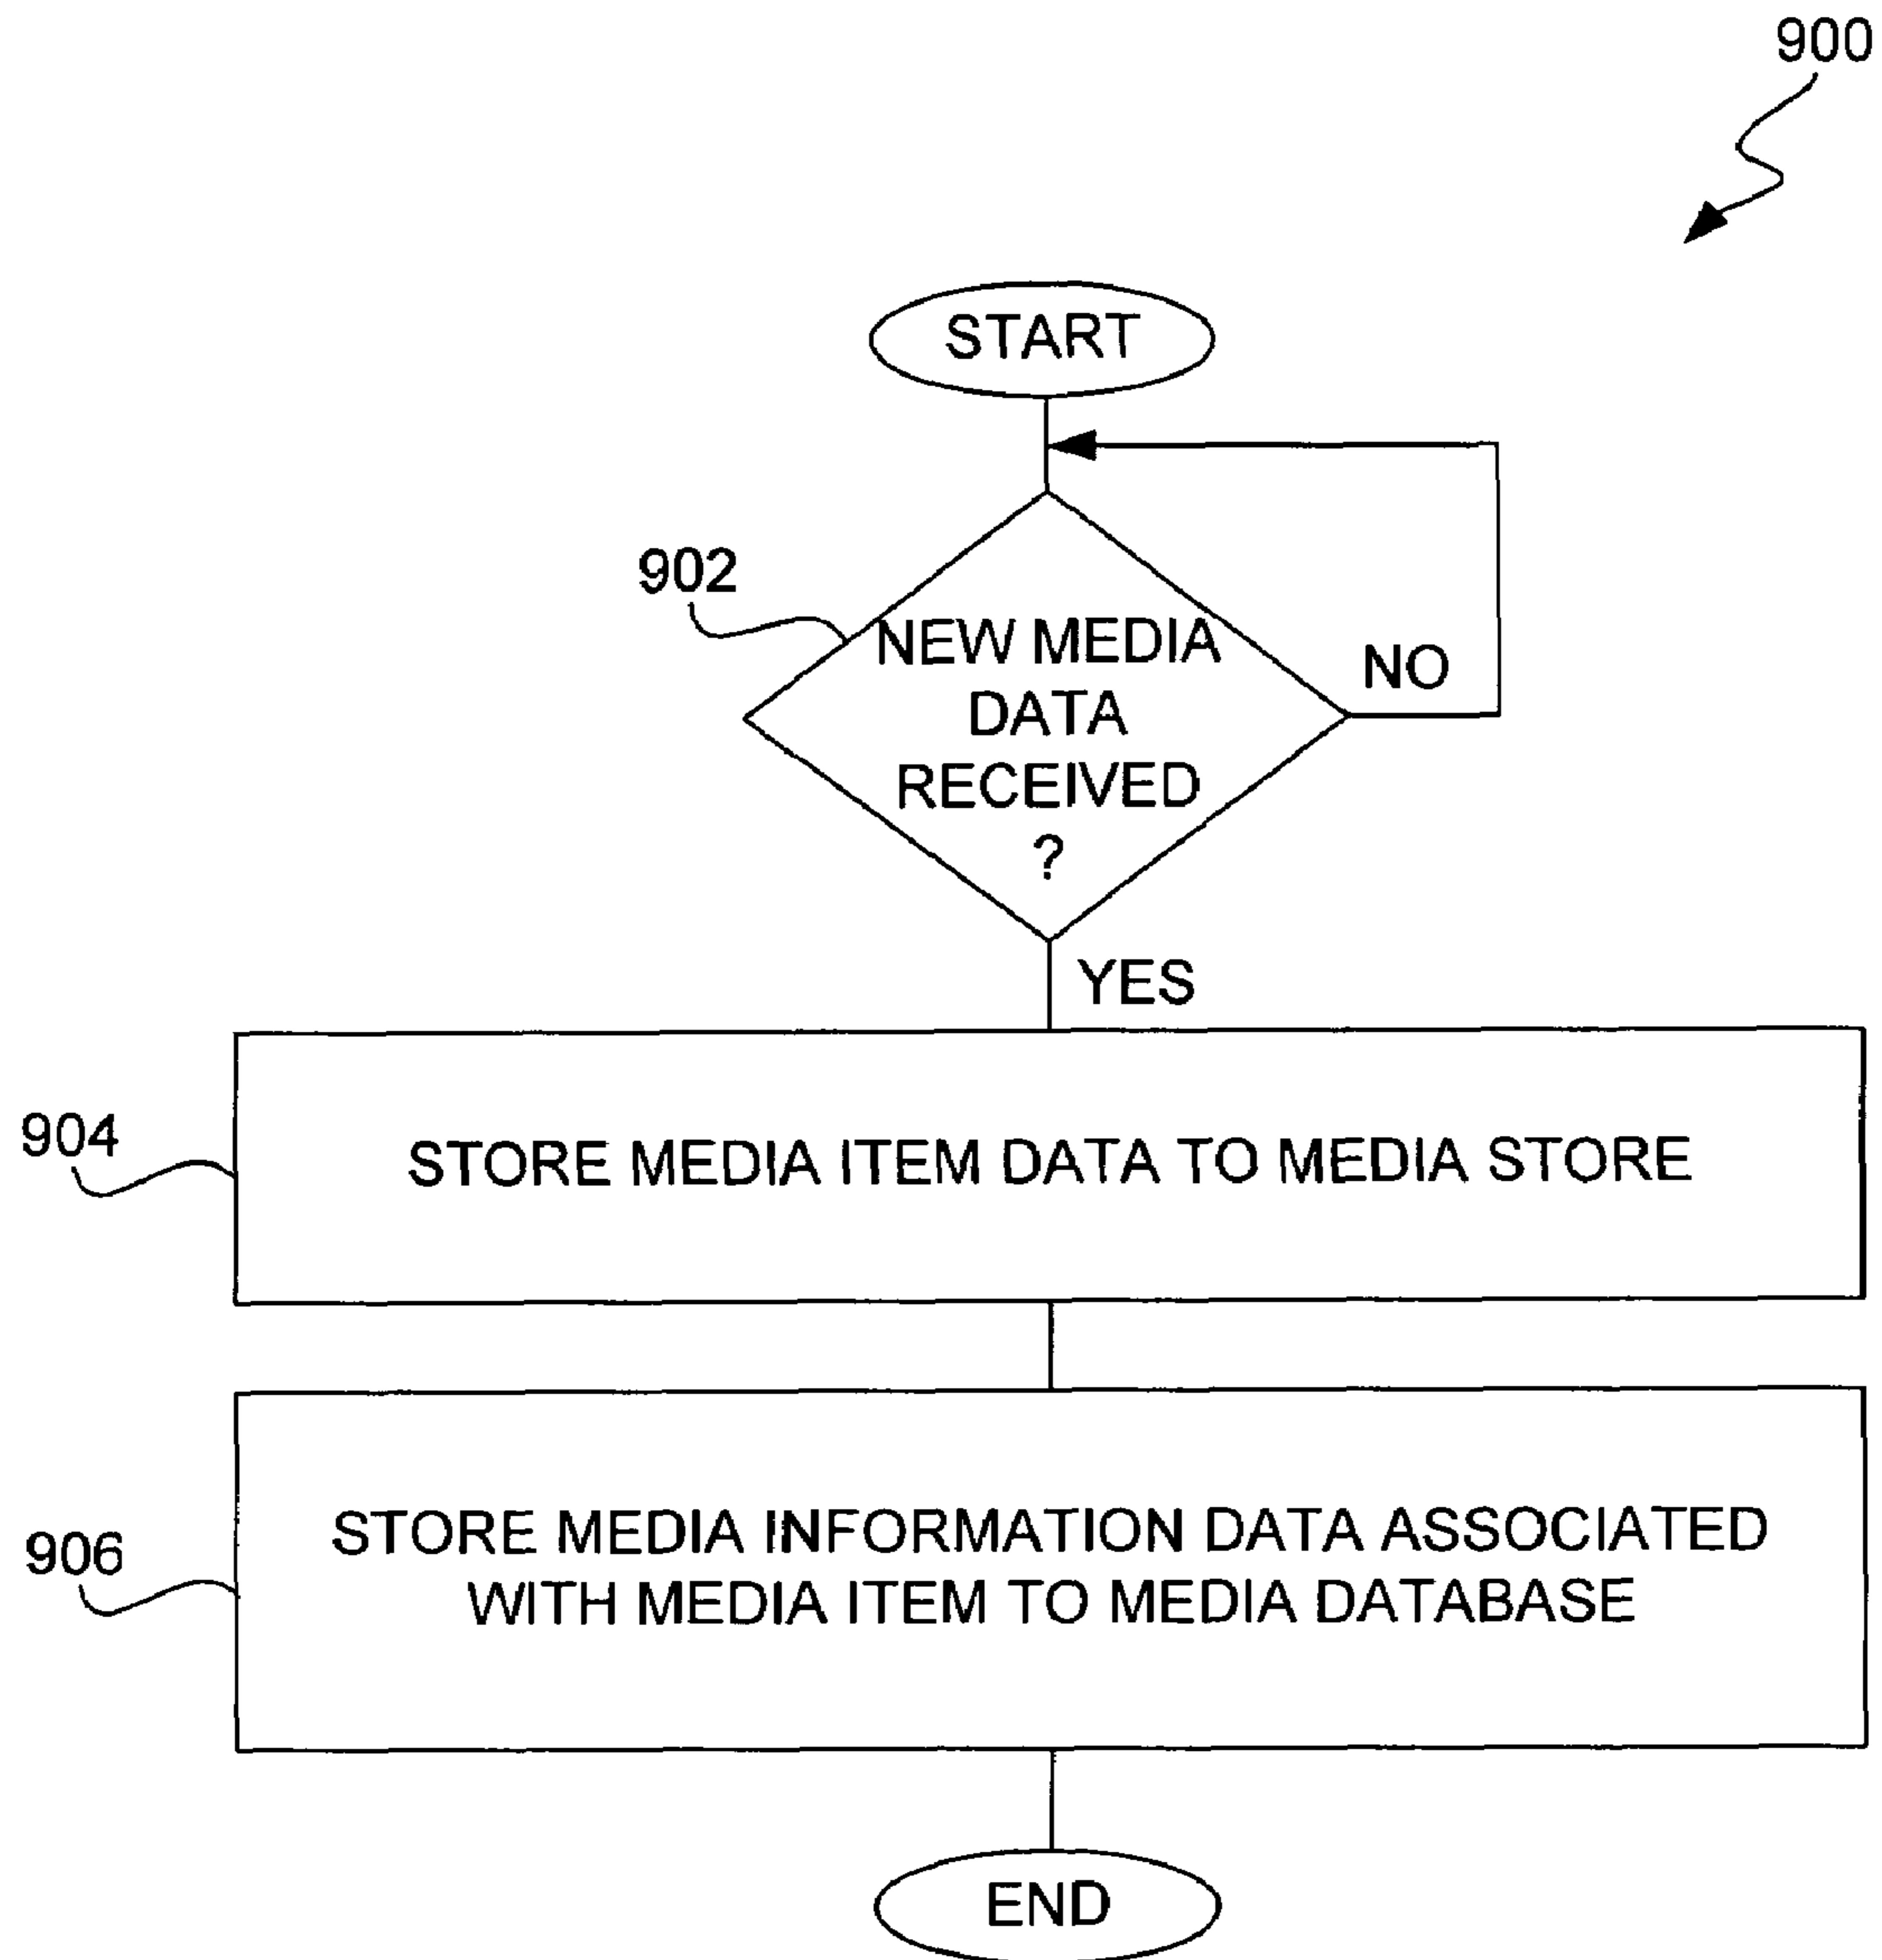 900
START
902
NEW MEDIA
DATA
RECEIVED
?
NO
YES
904
STORE MEDIA ITEM DATA TO MEDIA STORE
906
STORE MEDIA INFORMATION DATA ASSOCIATED
WITH MEDIA ITEM TO MEDIA DATABASE
END